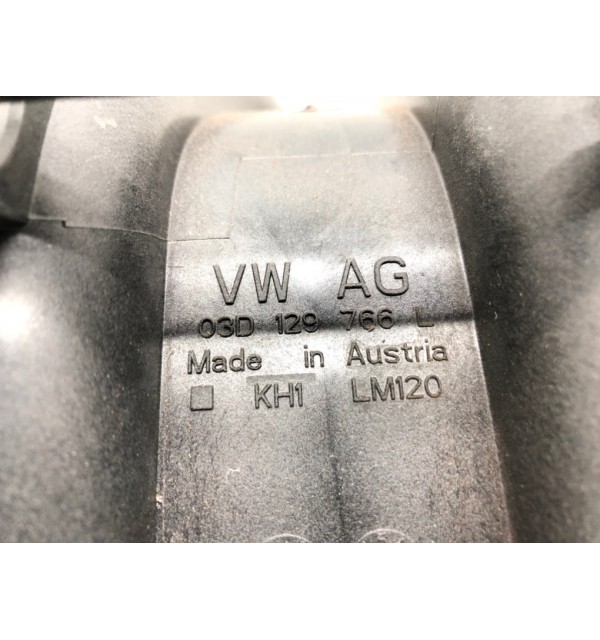 VW AG
03D 129 766 L
Made in Austria
KH1 LM120